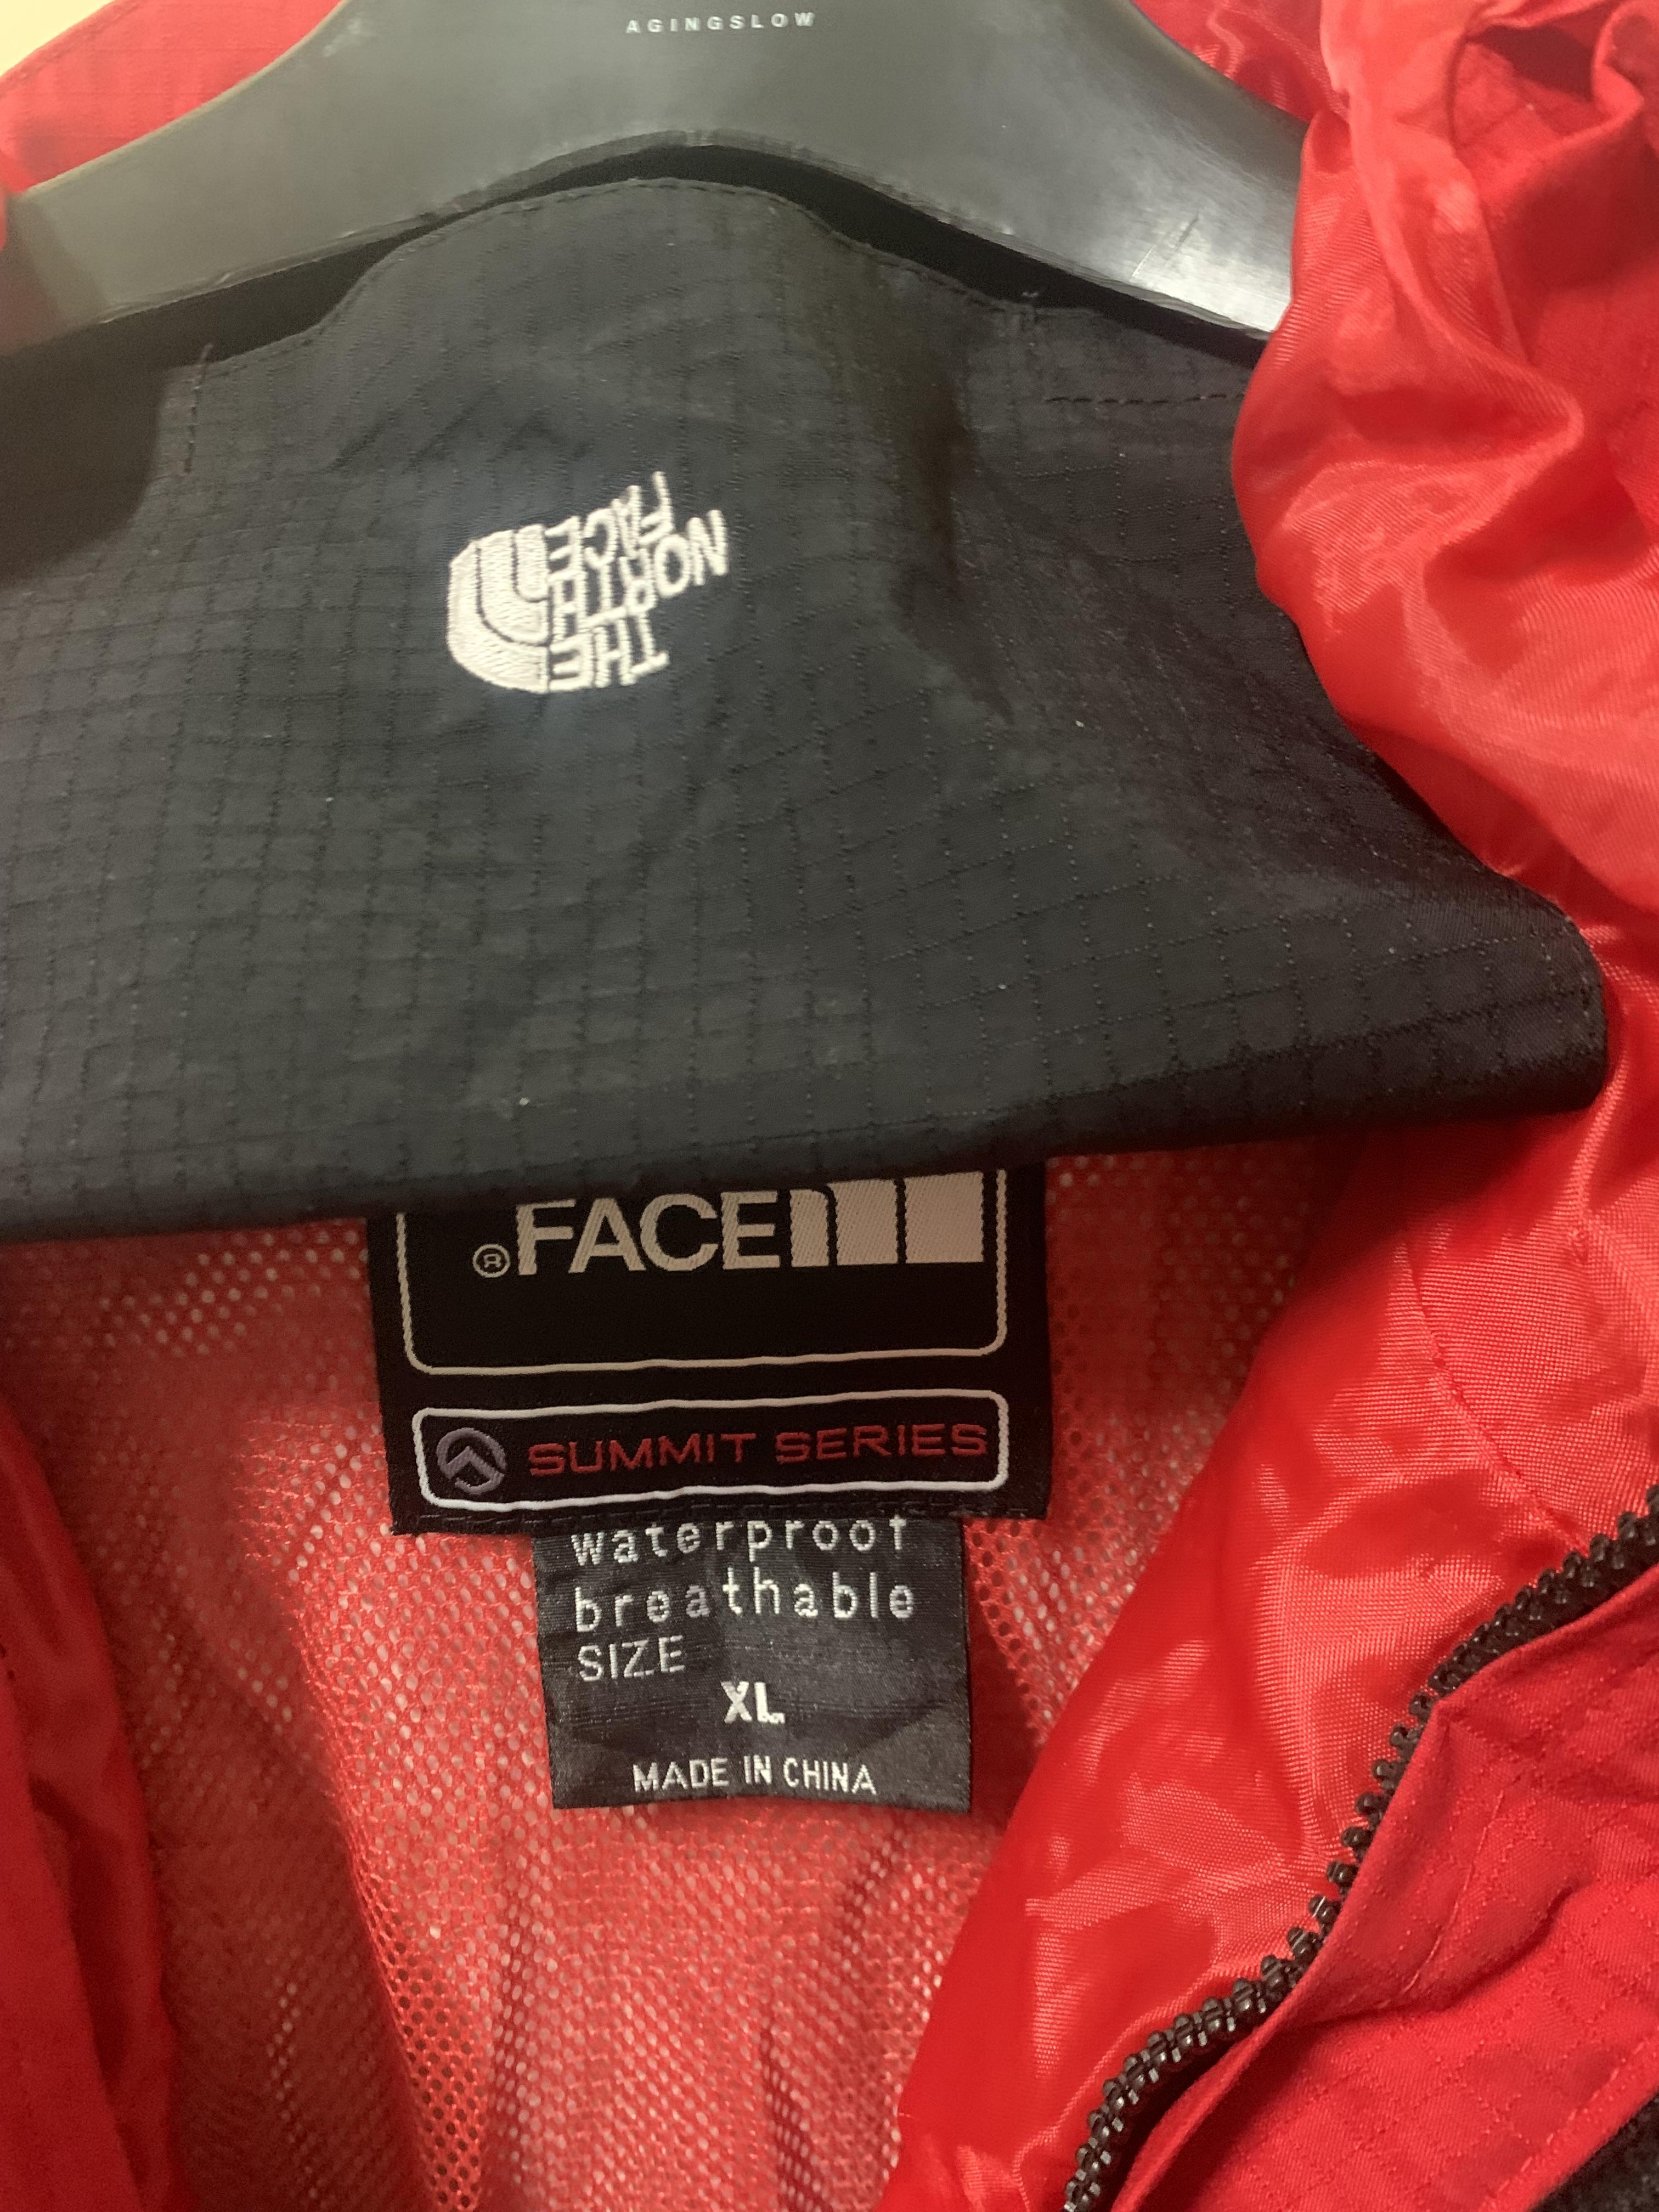 AGINGSLOW
THE
NORTH
FACE
® FACE
SUMMIT SERIES
waterproof
breathable
SIZE
XL
MADE IN CHINA